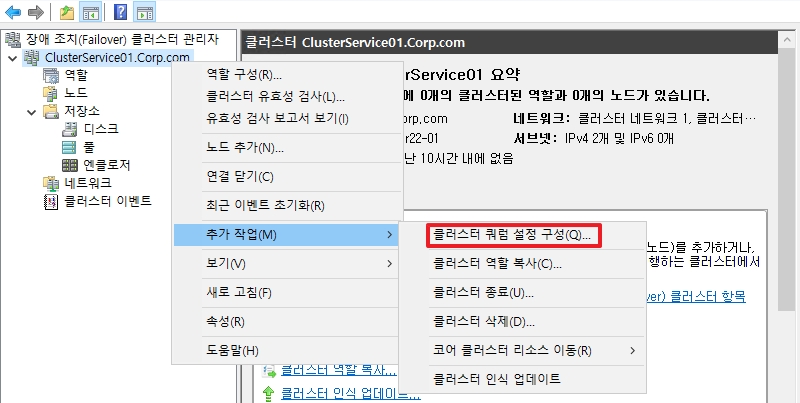 장애 조치(Failover) 클러스터 관리자
ClusterService01.Corp.com
역할
노드
저장소
디스크
풀
엔클로저
네트워크
클러스터 이벤트
클러스터 ClusterService01.Corp.com
rService01 요약
에 0개의 클러스터된 역할과 0개의 노드가 있습니다.
rp.com
네트워크: 클러스터 네트워크 1, 클러스터…
r22-01
서브넷: IPv4 2개 및 IPv6 0개
난 10시간 내에 없음
역할 구성(R)...
클러스터 유효성 검사(L)...
유효성 검사 보고서 보기(I)
노드 추가(N)...
연결 닫기(C)
최근 이벤트 초기화(R)
추가 작업(M)
보기(V)
새로 고침(F)
속성(R)
도움말(H)
클러스터 쿼럼 설정 구성(Q)...
클러스터 역할 복사(C)...
클러스터 종료(U)...
클러스터 삭제(D)...
코어 클러스터 리소스 이동(R)
클러스터 인식 업데이트
노드)를 추가하거나,
행하는 클러스터에서
ver) 클러스터 항목
클러스터 역할 복사...
클러스터 인식 업데이트...